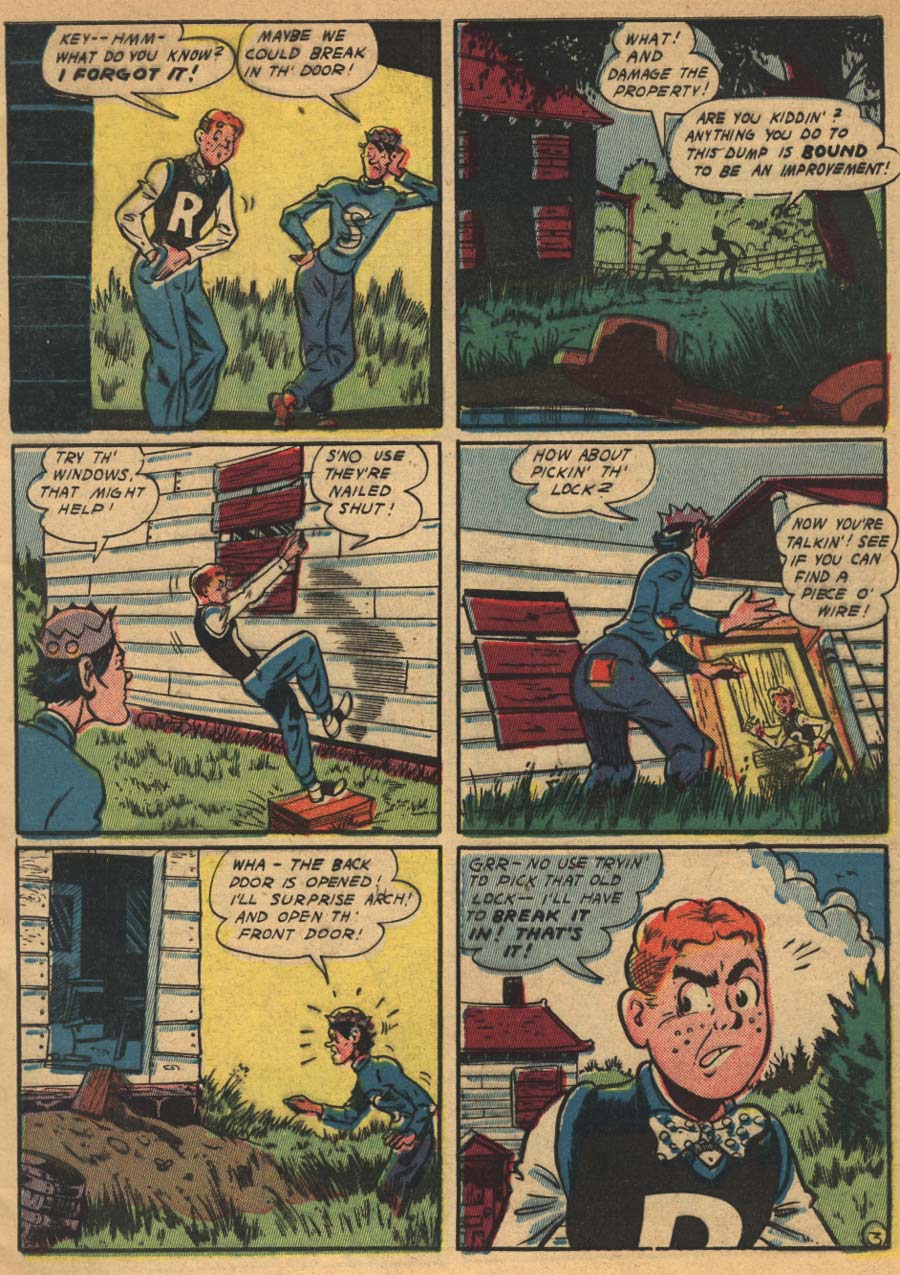 KEY--HMM-
WHAT DO YOU KNOW?
I FORGOT IT!
MAYBE WE
COULD BREAK
IN TH' DOOR!
R
S
WHAT!
AND
DAMAGE THE
PROPERTY!
ARE YOU KIDDIN'?
ANYTHING YOU DO TO
THIS DUMP IS BOUND
TO BE AN IMPROVEMENT!
TRY TH'
WINDOWS,
THAT MIGHT
HELP!
S'NO USE
THEY'RE
NAILED
SHUT!
HOW ABOUT
PICKIN' TH'
LOCK?
NOW YOU'RE
TALKIN'! SEE
IF YOU CAN
FIND A
PIECE O'
WIRE!
WHA - THE BACK
DOOR IS OPENED!
I'LL SURPRISE ARCH!
AND OPEN TH'
FRONT DOOR!
GRR- NO USE TRYIN'
TO PICK THAT OLD
LOCK- I'LL HAVE
TO BREAK IT
IN! THAT'S
IT!
R
3